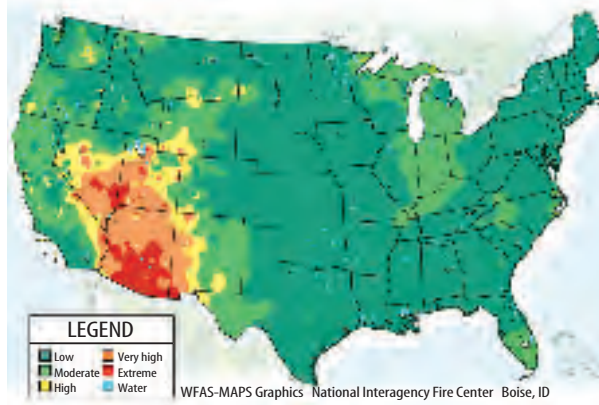 LEGEND
Low
Moderate
High
Very high
Extreme
Water
WFAS-MAPS Graphics National Interagency Fire Center Boise, ID